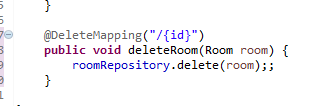 }
@DeleteMapping("/{id}")
public void deleteRoom(Room room) {
roomRepository.delete(room);;
}